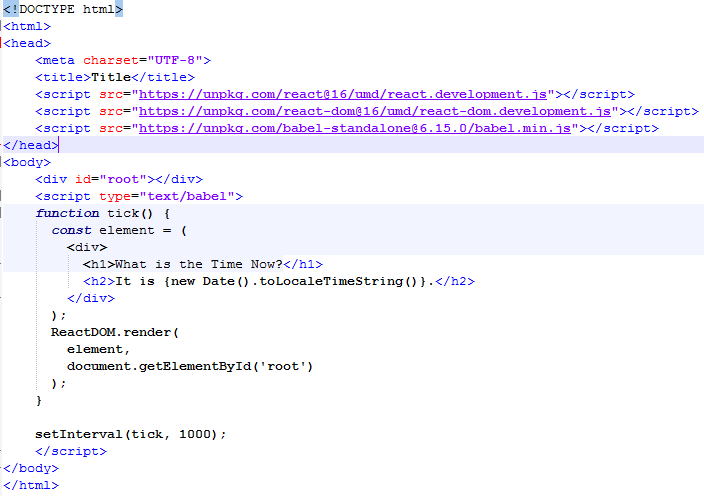 <!DOCTYPE html>
<html>
<head>
    <meta charset="UTF-8">
    <title>Title</title>
    <script src="https://unpkg.com/react@16/umd/react.development.js"></script>
    <script src="https://unpkg.com/react-dom@16/umd/react-dom.development.js"></script>
    <script src="https://unpkg.com/babel-standalone@6.15.0/babel.min.js"></script>
</head>
<body>
    <div id="root"></div>
    <script type="text/babel">
    function tick() {
      const element = (
        <div>
          <h1>What is the Time Now?</h1>
          <h2>It is {new Date().toLocaleTimeString()}.</h2>
        </div>
      );
      ReactDOM.render(
        element,
        document.getElementById('root')
      );
    }

    setInterval(tick, 1000);
    </script>
</body>
</html>